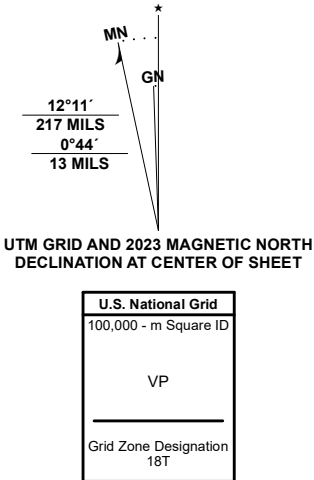 MN
GN
12°11´
217 MILS
0°44´
13 MILS
UTM GRID AND 2023 MAGNETIC NORTH
DECLINATION AT CENTER OF SHEET
U.S. National Grid
100,000 - m Square ID
VP
Grid Zone Designation
18T